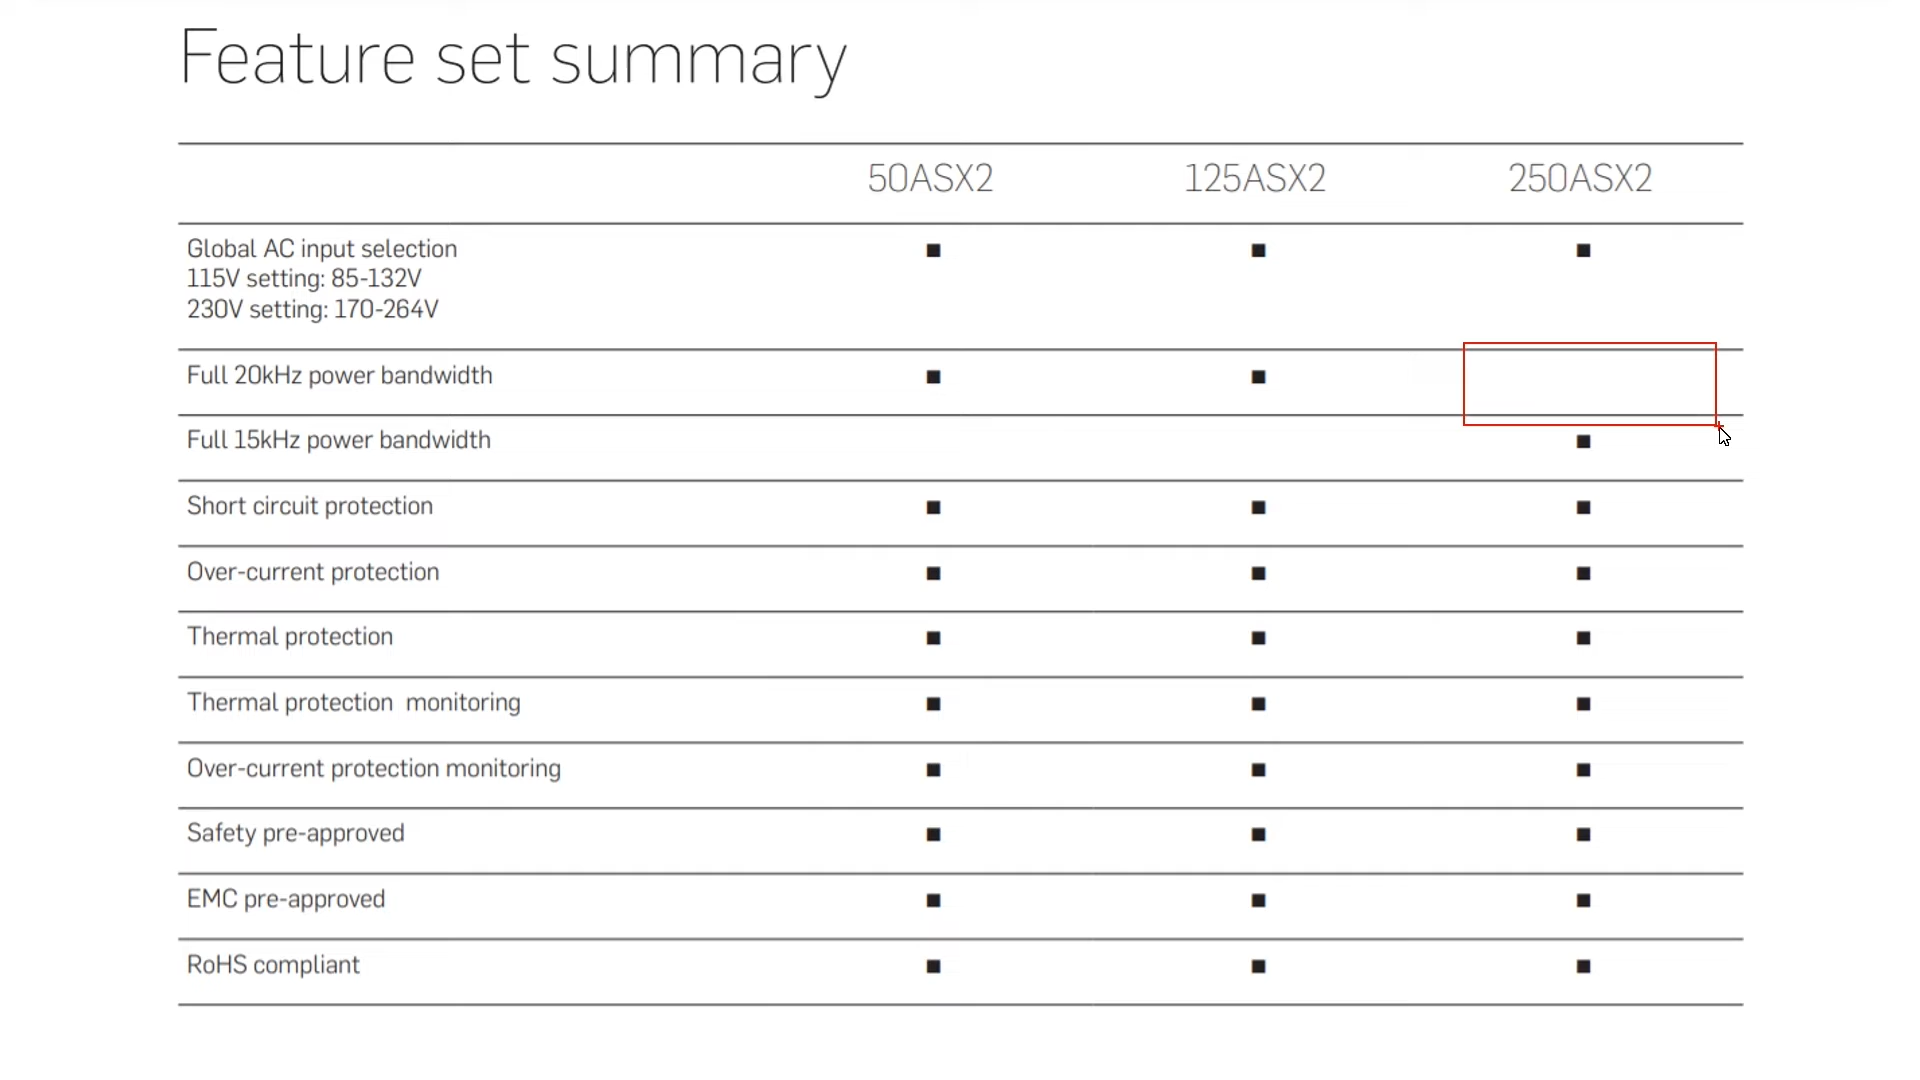 Feature set summary
50ASX2 125ASX2 250ASX2
Global AC input selection ■ ■ ■
115V setting: 85-132V
230V setting: 170-264V
Full 20kHz power bandwidth ■ ■
Full 15kHz power bandwidth ■
Short circuit protection ■ ■ ■
Over-current protection ■ ■ ■
Thermal protection ■ ■ ■
Thermal protection  monitoring ■ ■ ■
Over-current protection monitoring ■ ■ ■
Safety pre-approved ■ ■ ■
EMC pre-approved ■ ■ ■
RoHS compliant ■ ■ ■